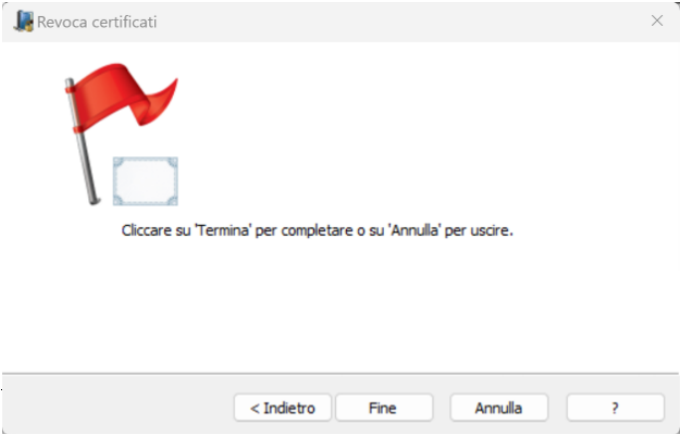 Revoca certificati
Cliccare su 'Termina' per completare o su 'Annulla' per uscire.
< Indietro
Fine
Annulla
?